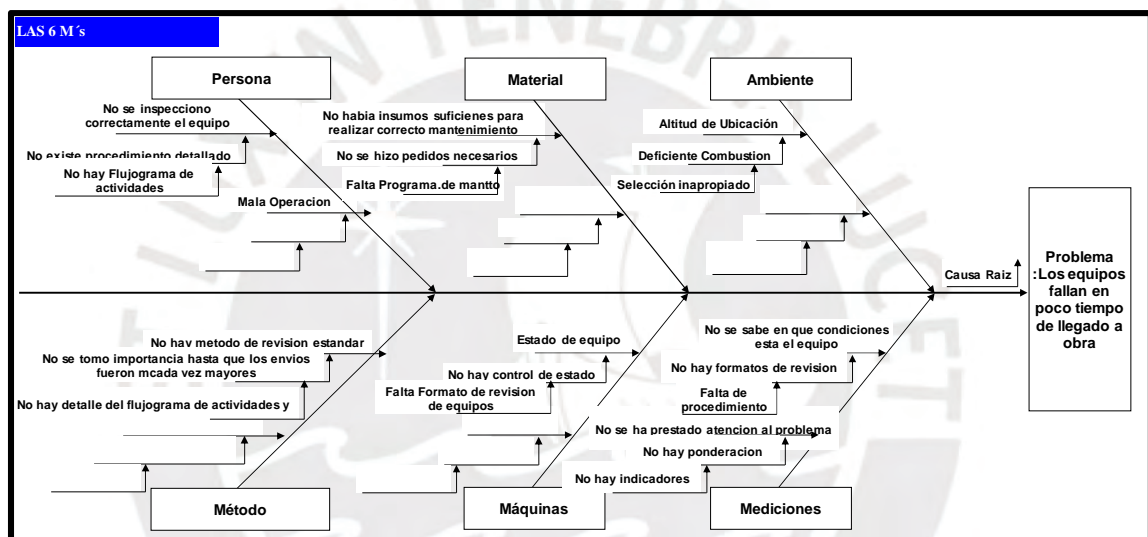 LAS 6 M´s
Persona
Material
Ambiente
No se inspecciono
correctamente el equipo
No existe procedimiento detallado
No hay Flujograma de
actividades
Mala Operacion
No habia insumos suficienes para
realizar correcto mantenimiento
No se hizo pedidos necesarios
Falta Programa.de mantto
Altitud de Ubicación
Deficiente Combustion
Selección inapropiado
Causa Raiz
Problema
:Los equipos
fallan en
poco tiempo
de llegado a
obra
No hay metodo de revision estandar
No se tomo importancia hasta que los envios
fueron mcada vez mayores
No hay detalle del flujograma de actividades y
Estado de equipo
No hay control de estado
Falta Formato de revision
de equipos
No se sabe en que condiciones
esta el equipo
No hay formatos de revision
Falta de
procedimiento
No se ha prestado atencion al problema
No hay ponderacion
No hay indicadores
Método
Máquinas
Mediciones
TENEBRIS LUCET